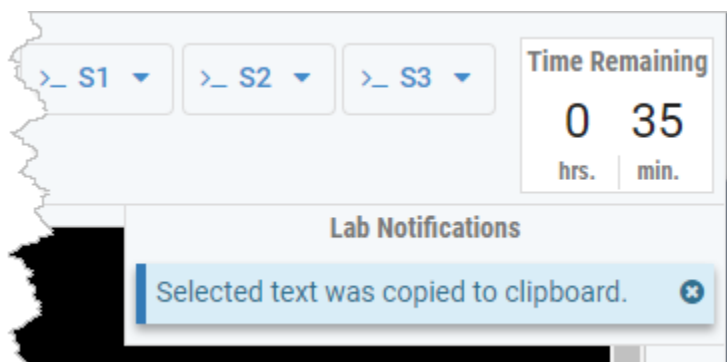 >_ S1
>_ S2
>_ S3
Time Remaining
0 35
hrs. min.
Lab Notifications
Selected text was copied to clipboard.